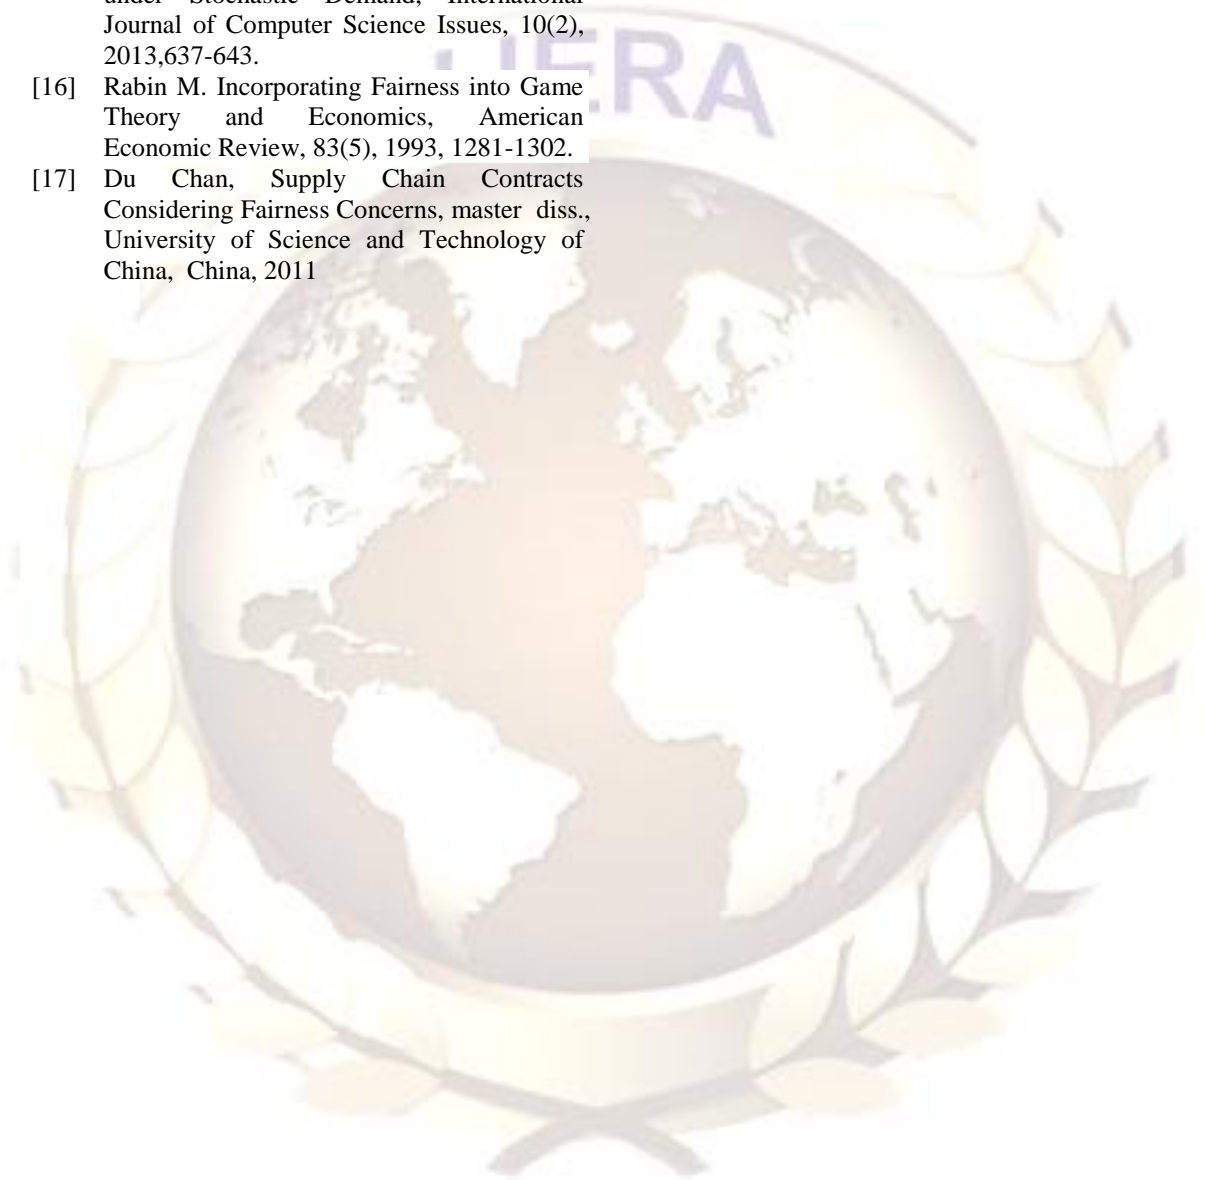 under Stochastic Demand, International
Journal of Computer Science Issues, 10(2),
2013,637-643.
[16] Rabin M. Incorporating Fairness into Game
Theory and Economics, American
Economic Review, 83(5), 1993, 1281-1302.
[17] Du Chan, Supply Chain Contracts
Considering Fairness Concerns, master diss.,
University of Science and Technology of
China, China, 2011